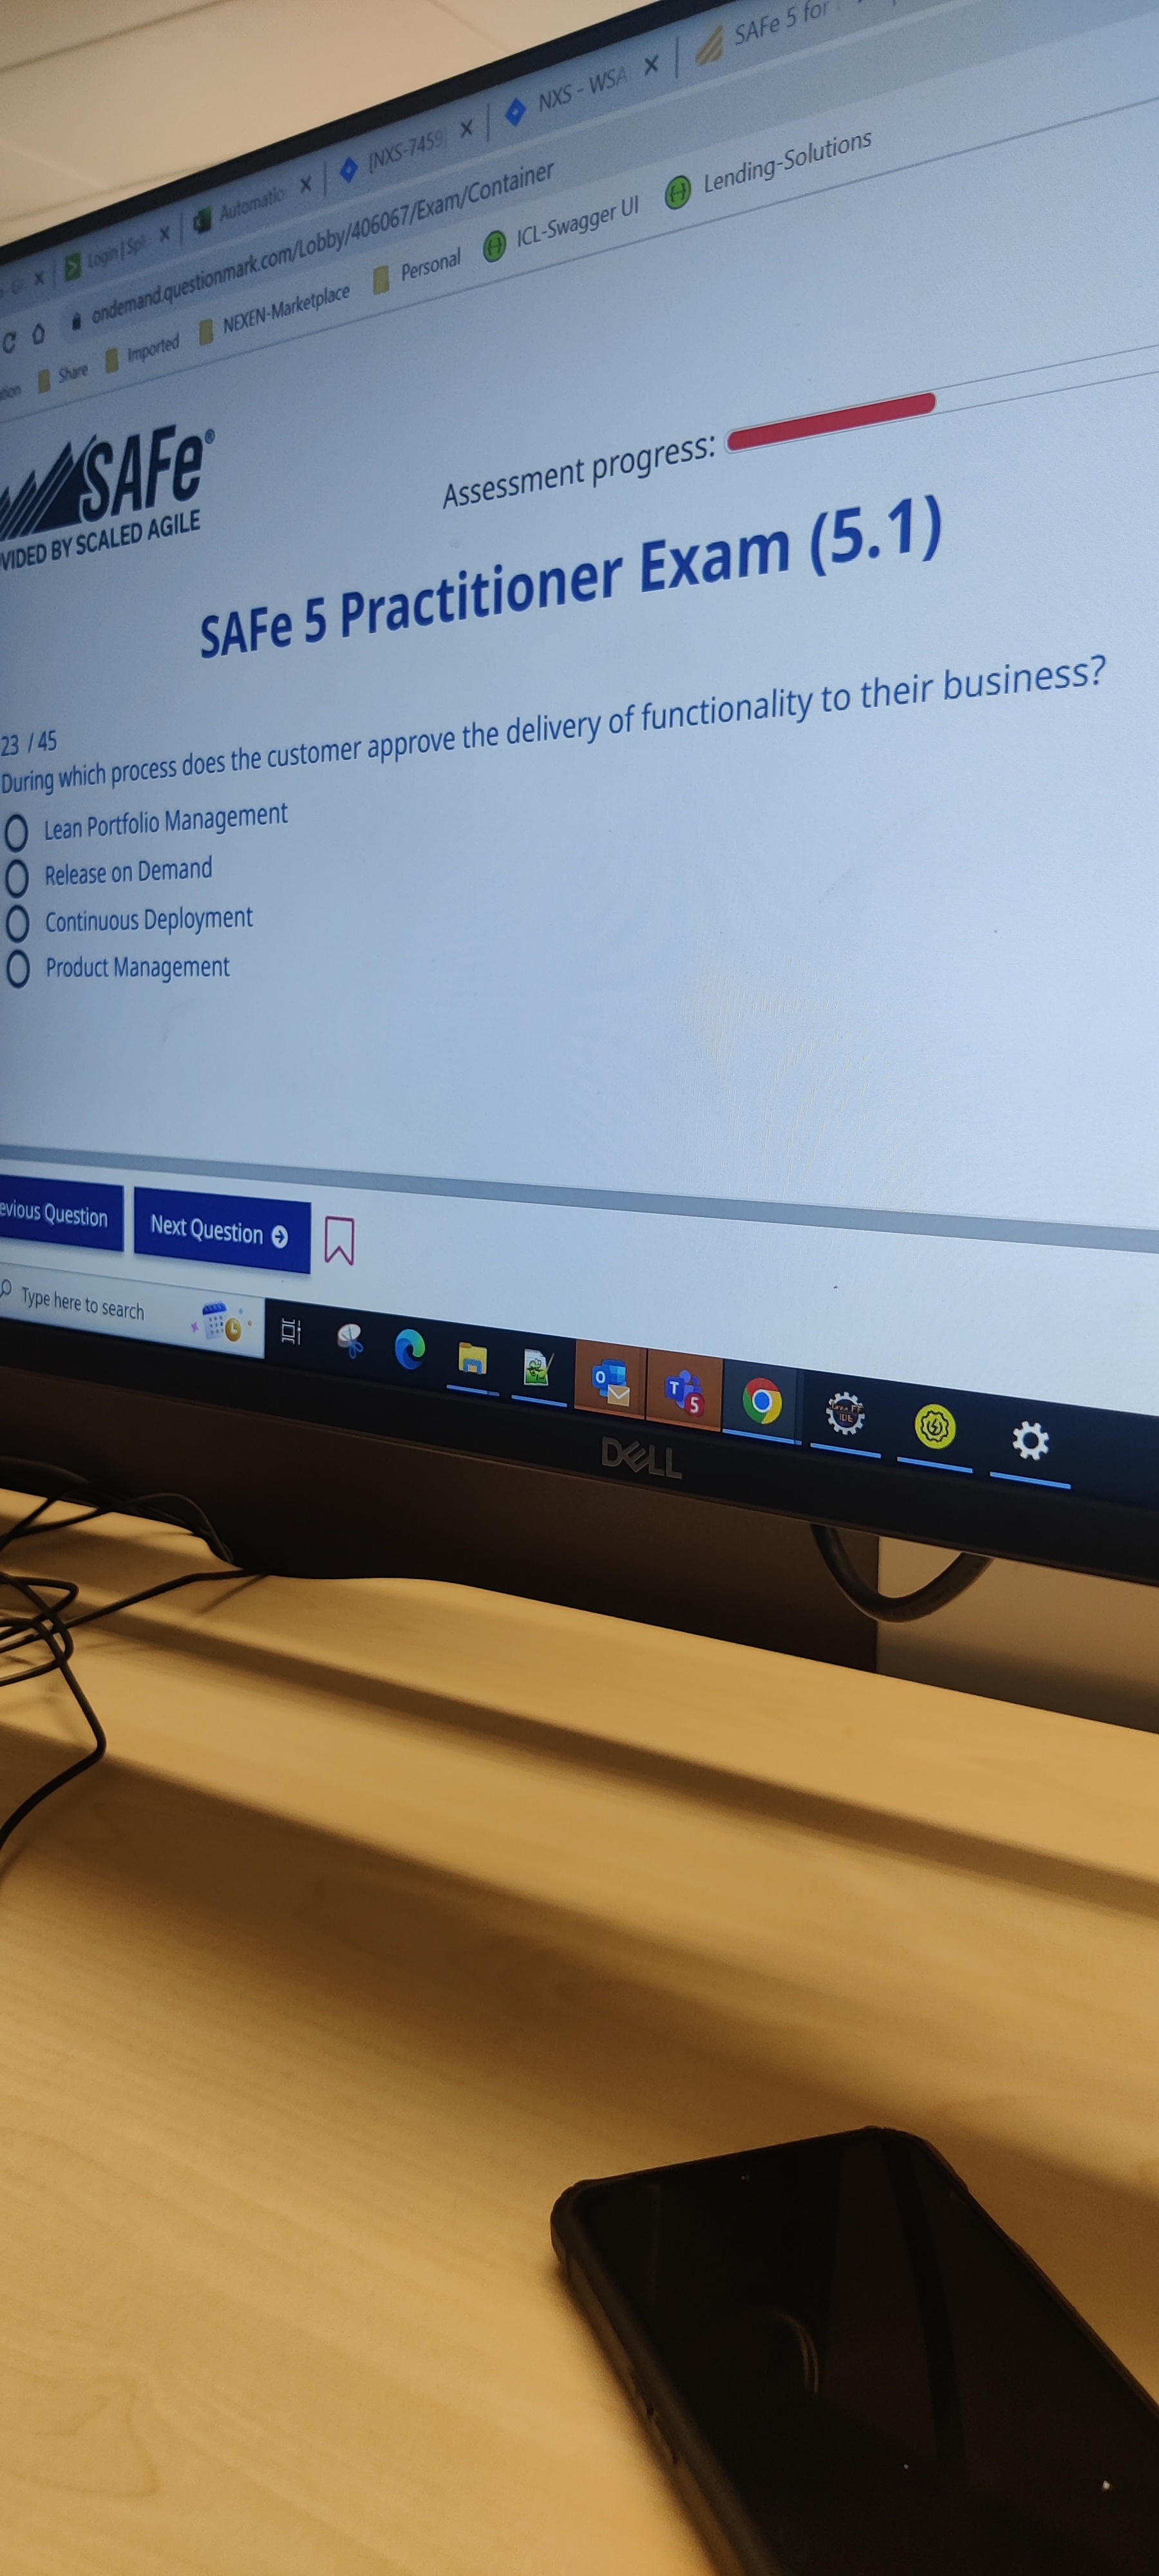 SAFe 5 for
NXS - WSA
[NXS-7459]
Automatio
Login | Spl
ondemand.questionmark.com/Lobby/406067/Exam/Container
Share
Imported
NEXEN-Marketplace
Personal
ICL-Swagger UI
Lending-Solutions
SAFe®
VIDED BY SCALED AGILE
Assessment progress:
SAFe 5 Practitioner Exam (5.1)
23 / 45
During which process does the customer approve the delivery of functionality to their business?
Lean Portfolio Management
Release on Demand
Continuous Deployment
Product Management
evious Question
Next Question
Type here to search
5
DELL